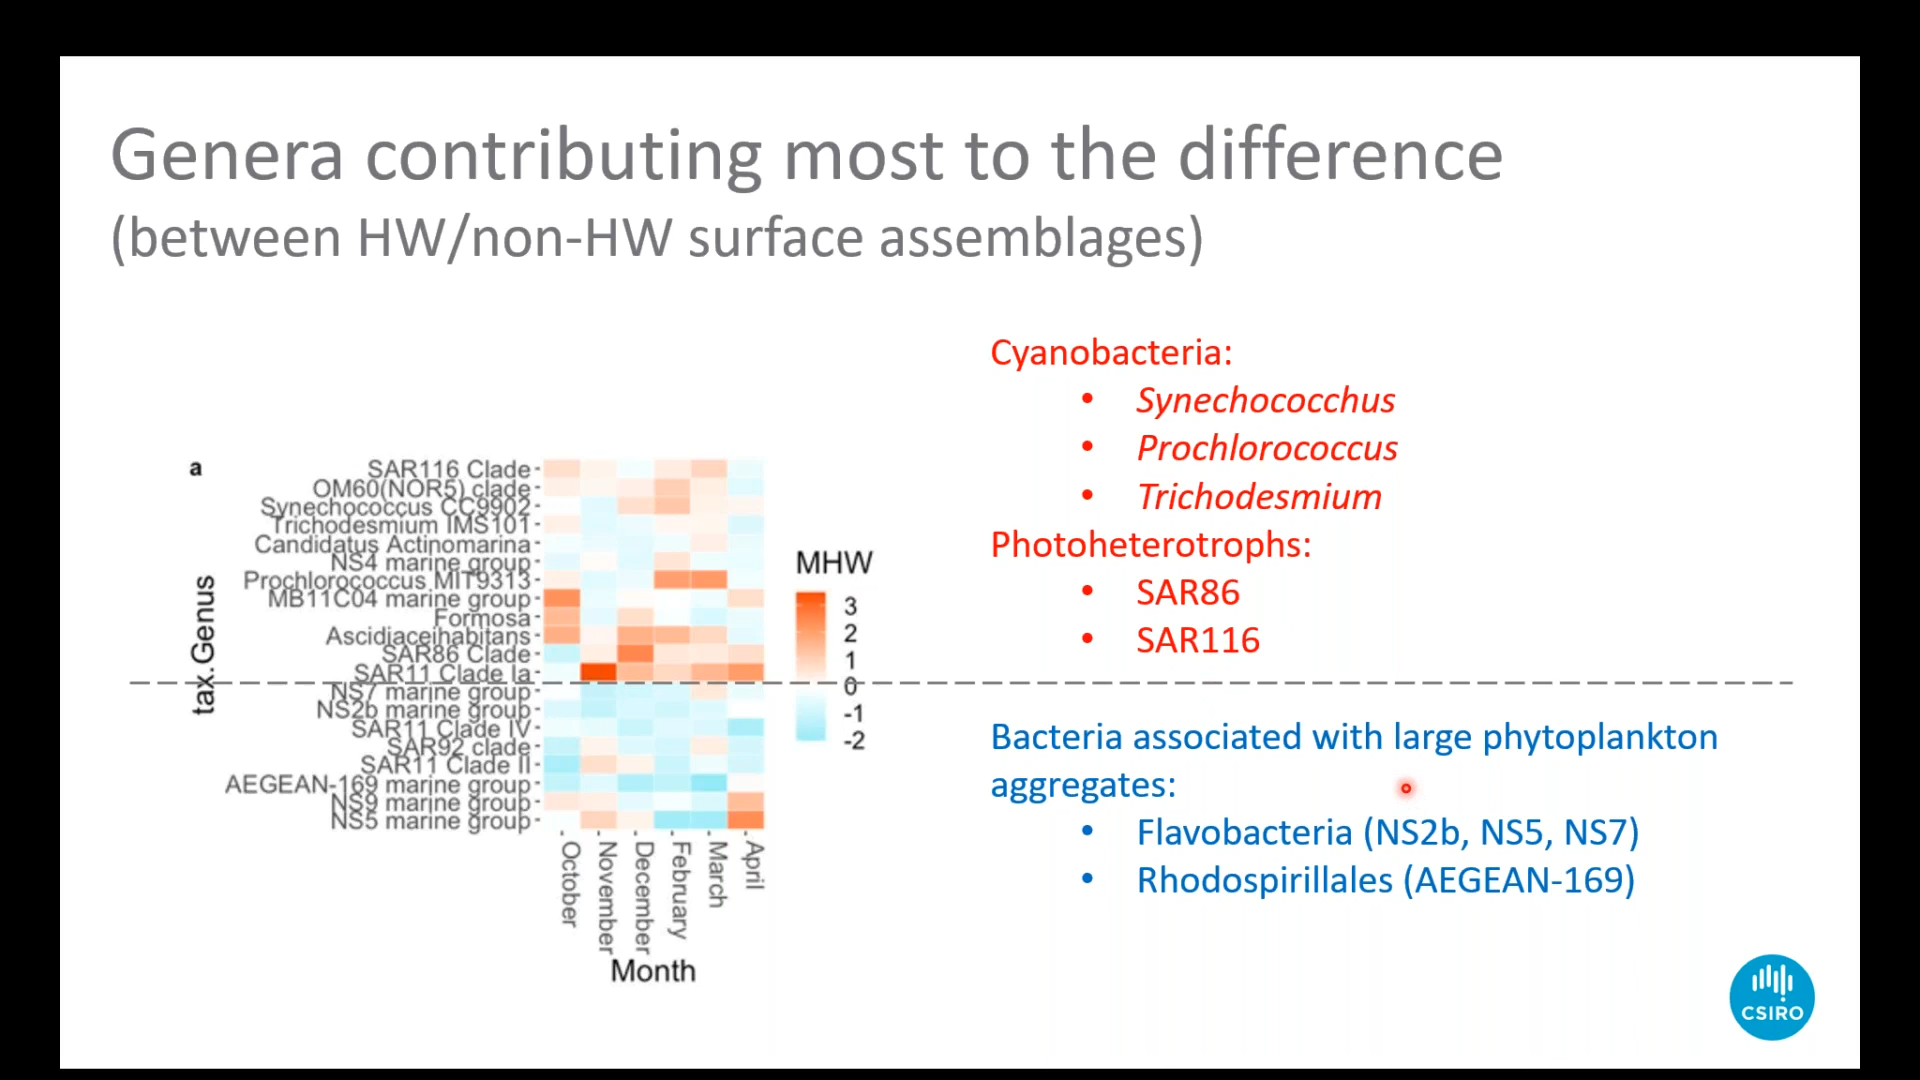 Genera contributing most to the difference
(between HW/non-HW surface assemblages)
Cyanobacteria:
• Synechococchus
• Prochlorococcus
• Trichodesmium
Photoheterotrophs:
• SAR86
• SAR116
Bacteria associated with large phytoplankton
aggregates:
• Flavobacteria (NS2b, NS5, NS7)
• Rhodospirillales (AEGEAN-169)
a
tax.Genus
SAR116 Clade
OM60(NOR5) clade
Synechococcus CC9902
Trichodesmium IMS101
Candidatus Actinomarina
NS4 marine group
Prochlorococcus MIT9313
MB11C04 marine group
Formosa
Ascidiaceihabitans
SAR86 Clade
SAR11 Clade Ia
NS7 marine group
NS2b marine group
SAR11 Clade IV
SAR92 clade
SAR11 Clade II
AEGEAN-169 marine group
NS9 marine group
NS5 marine group
October
November
December
February
March
April
Month
MHW
3
2
1
0
-1
-2
CSIRO